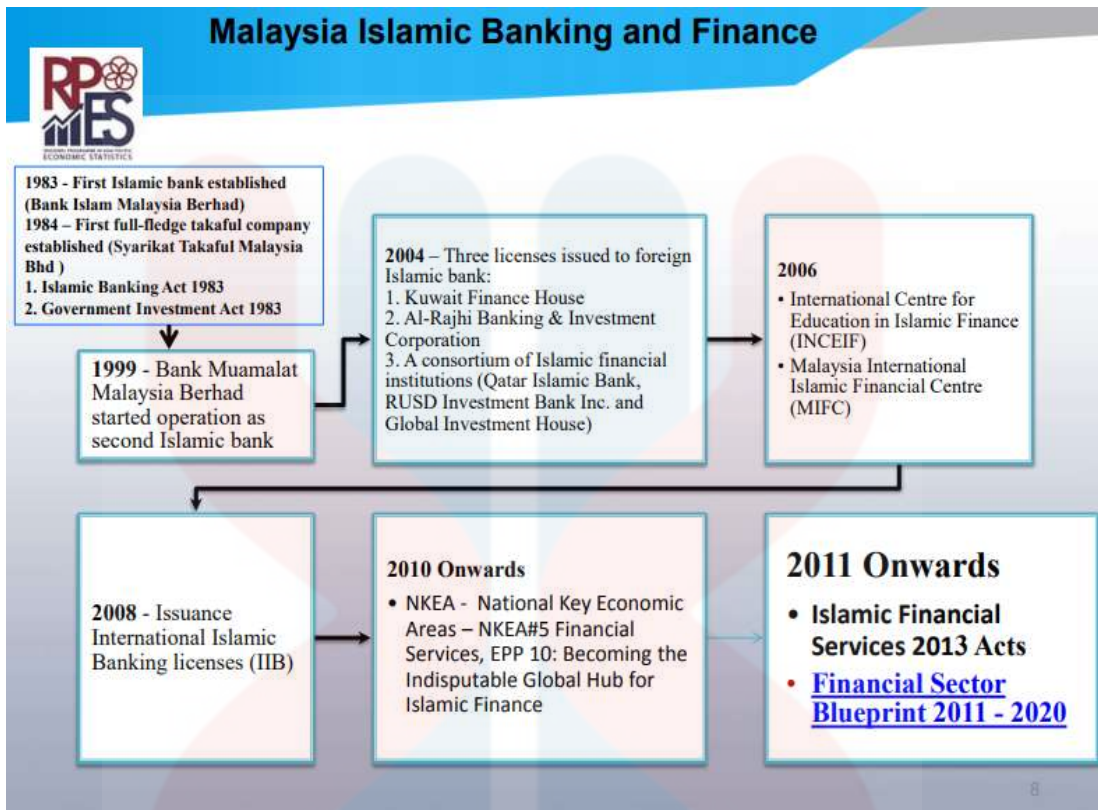 Malaysia Islamic Banking and Finance
RP
ES
ECONOMIC STATISTICS
1983 - First Islamic bank established
(Bank Islam Malaysia Berhad)
1984 – First full-fledge takaful company
established (Syarikat Takaful Malaysia
Bhd )
1. Islamic Banking Act 1983
2. Government Investment Act 1983
1999 - Bank Muamalat
Malaysia Berhad
started operation as
second Islamic bank
2004 – Three licenses issued to foreign
Islamic bank:
1. Kuwait Finance House
2. Al-Rajhi Banking & Investment
Corporation
3. A consortium of Islamic financial
institutions (Qatar Islamic Bank,
RUSD Investment Bank Inc. and
Global Investment House)
2006
• International Centre for
Education in Islamic Finance
(INCEIF)
• Malaysia International
Islamic Financial Centre
(MIFC)
2008 - Issuance
International Islamic
Banking licenses (IIB)
2010 Onwards
• NKEA - National Key Economic
Areas – NKEA#5 Financial
Services, EPP 10: Becoming the
Indisputable Global Hub for
Islamic Finance
2011 Onwards
• Islamic Financial
Services 2013 Acts
• Financial Sector
Blueprint 2011 - 2020
8